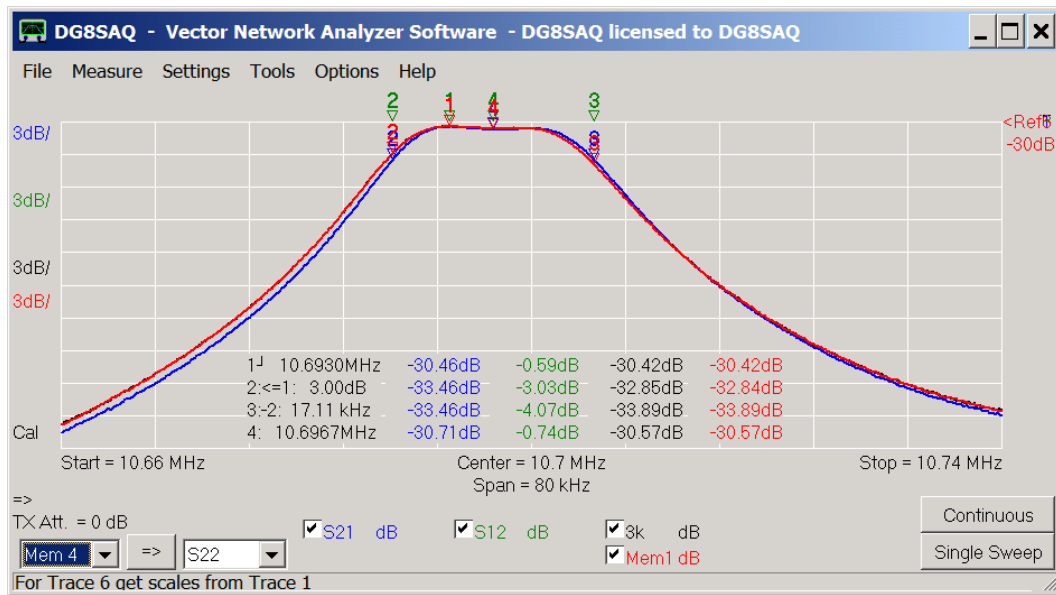 DG8SAQ - Vector Network Analyzer Software - DG8SAQ licensed to DG8SAQ
File Measure Settings Tools Options Help
2 1 4 3
3dB/
<Ref
-30dB
3dB/
3dB/
3dB/
1┘ 10.6930MHz -30.46dB -0.59dB -30.42dB -30.42dB
2:<=1: 3.00dB -33.46dB -3.03dB -32.85dB -32.84dB
3:-2: 17.11 kHz -33.46dB -4.07dB -33.89dB -33.89dB
4: 10.6967MHz -30.71dB -0.74dB -30.57dB -30.57dB
Cal
Start = 10.66 MHz Center = 10.7 MHz Stop = 10.74 MHz
Span = 80 kHz
=>
TX Att. = 0 dB
S21 dB S12 dB 3k dB
Continuous
Mem 4 => S22
Mem1 dB
Single Sweep
For Trace 6 get scales from Trace 1